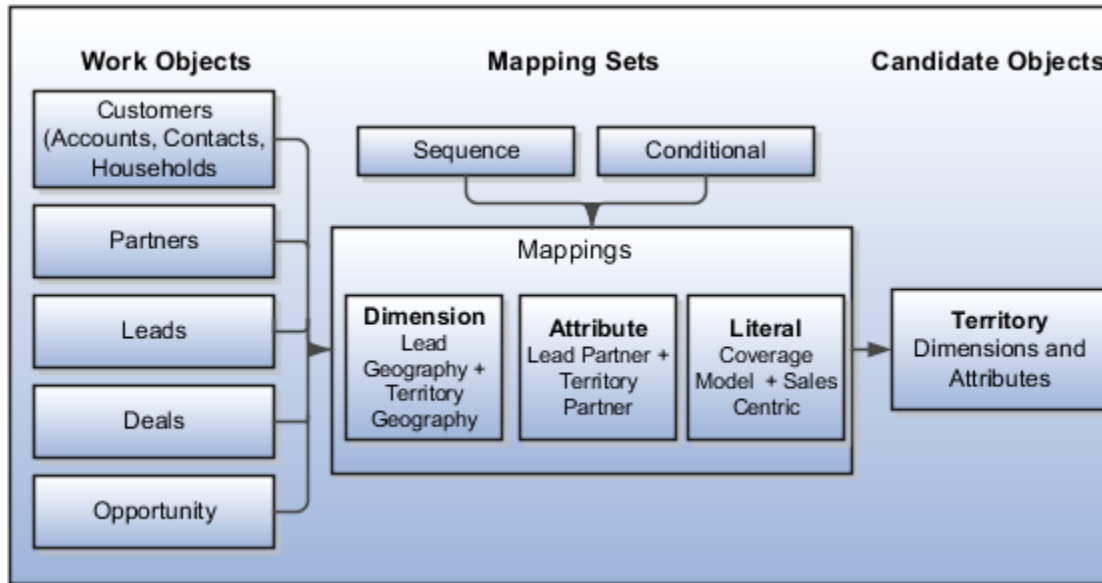 Work Objects
Mapping Sets
Candidate Objects
Customers
(Accounts, Contacts,
Households
Partners
Leads
Deals
Opportunity
Sequence
Conditional
Mappings
Dimension
Lead
Geography +
Territory
Geography
Attribute
Lead Partner +
Territory
Partner
Literal
Coverage
Model + Sales
Centric
Territory
Dimensions and
Attributes